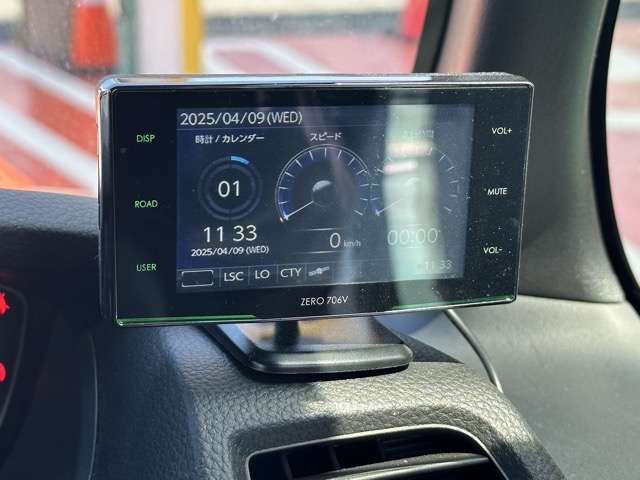 2025/04/09(WED)
DISP
ROAD
USER
時計 / カレンダー
スピード
01
11 33
2025/04/09(WED)
0 km/h
00:00
11:33
LSC LO CTY
VOL+
MUTE
VOL-
ZERO 706V